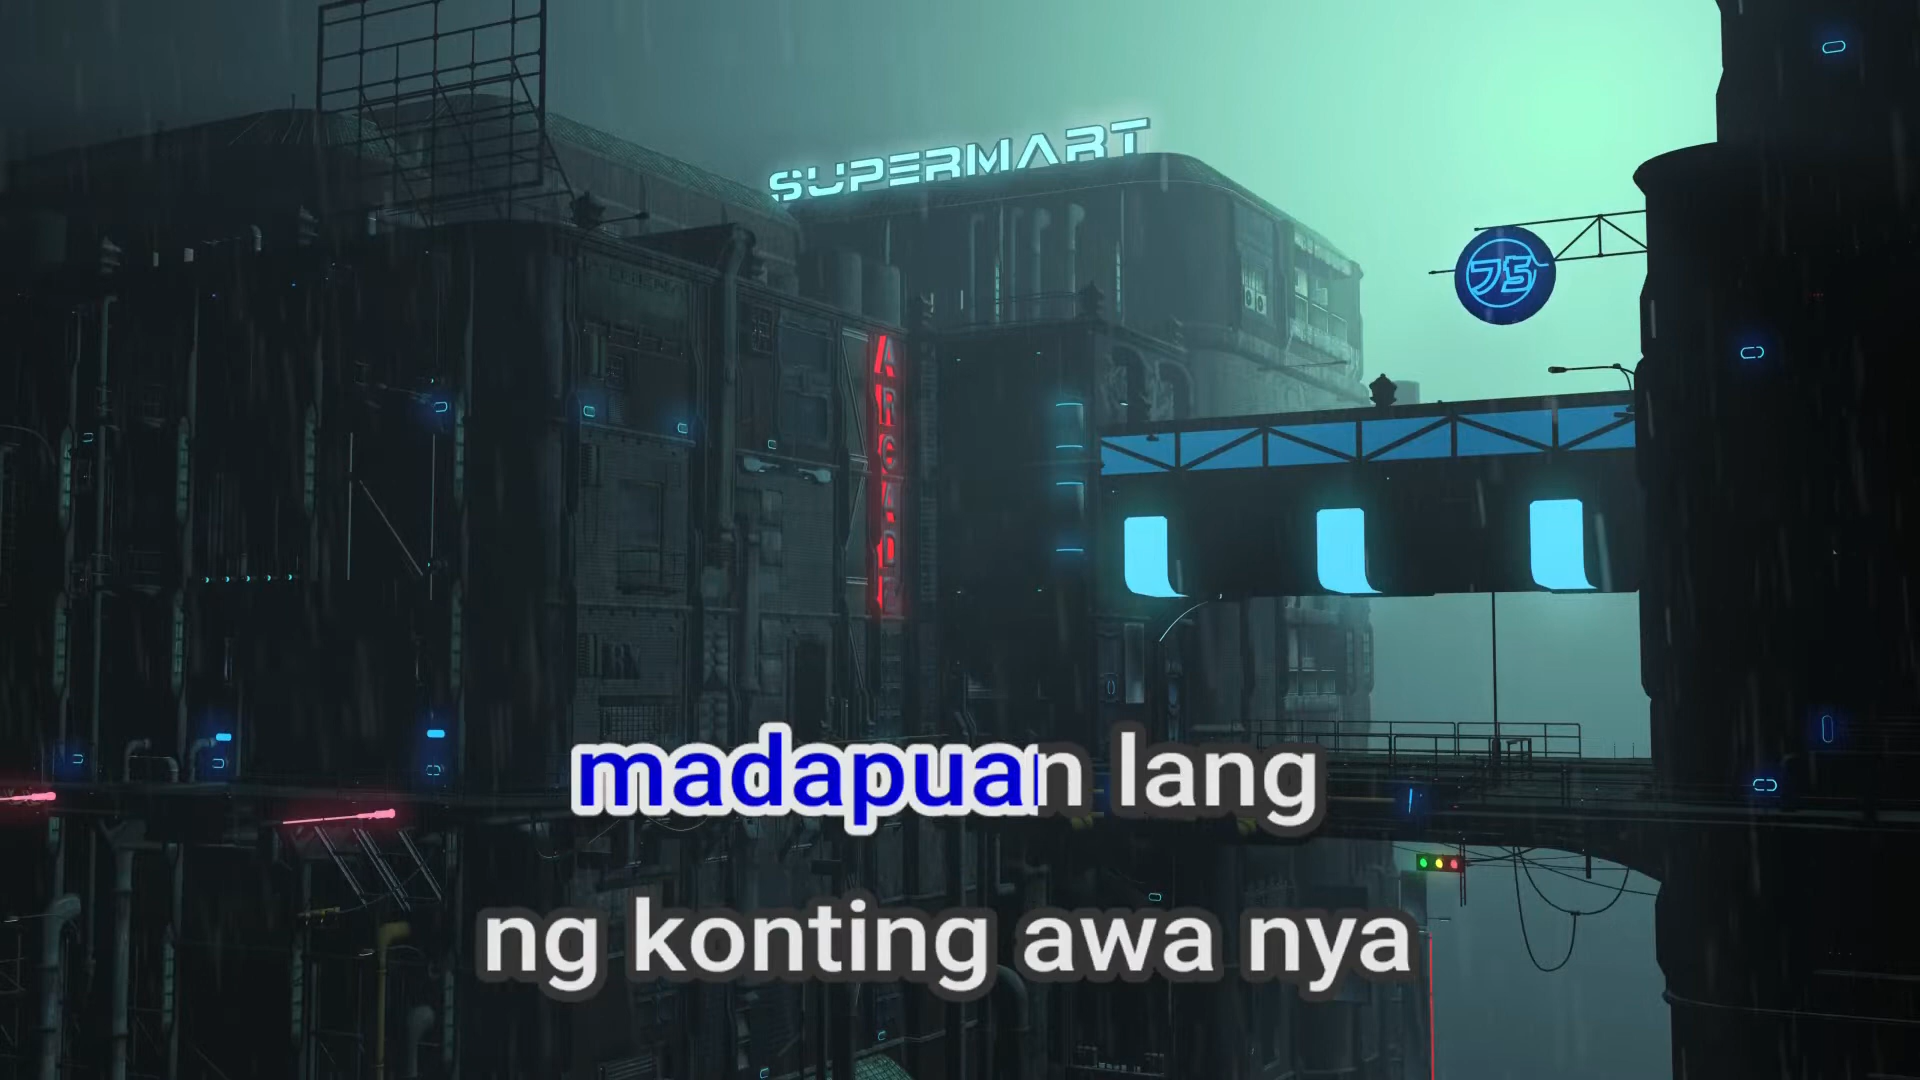 SUPERMART
75
ARCADE
madapuan lang
ng konting awa nya